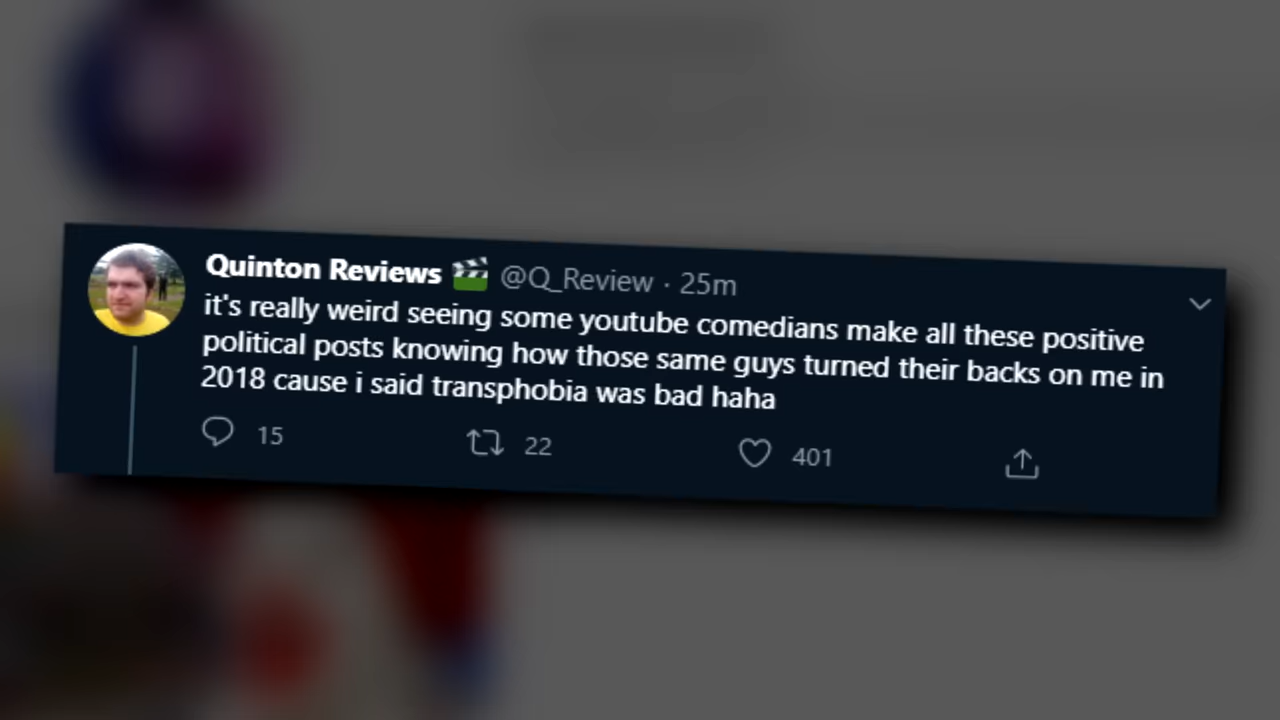 Quinton Reviews 🎬 @Q_Review · 25m
it's really weird seeing some youtube comedians make all these positive
political posts knowing how those same guys turned their backs on me in
2018 cause i said transphobia was bad haha
15 22 401